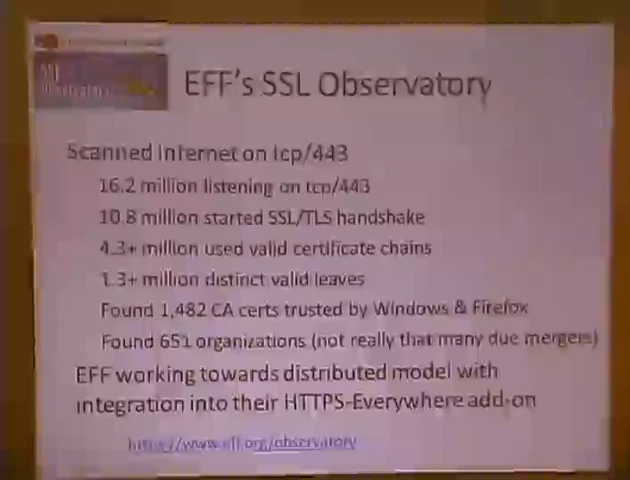 EFF's SSL Observatory
Scanned Internet on tcp/443
16.2 million listening on tcp/443
10.8 million started SSL/TLS handshake
4.3+ million used valid certificate chains
1.3+ million distinct valid leaves
Found 1,482 CA certs trusted by Windows & Firefox
Found 651 organizations (not really that many due mergers)
EFF working towards distributed model with
integration into their HTTPS-Everywhere add-on
https://www.eff.org/observatory